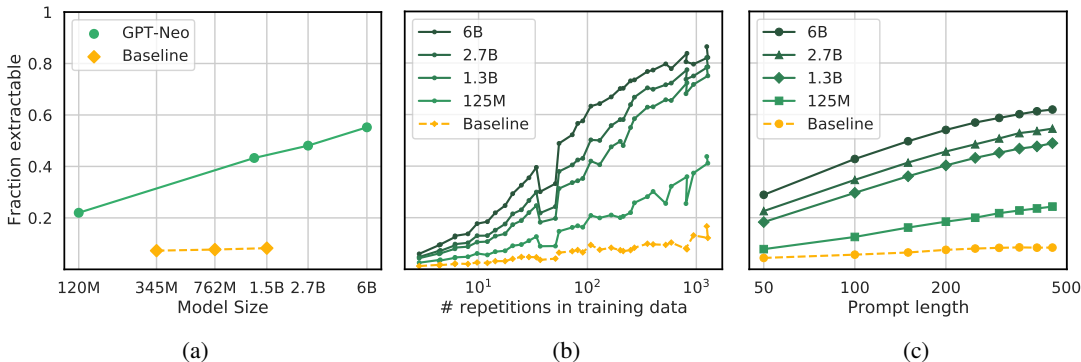 Fraction extractable
1
0.8
0.6
0.4
0.2
GPT-Neo
Baseline
120M 345M 762M 1.5B 2.7B 6B
Model Size
(a)
6B
2.7B
1.3B
125M
Baseline
10¹ 10² 10³
# repetitions in training data
(b)
6B
2.7B
1.3B
125M
Baseline
50 100 200 500
Prompt length
(c)